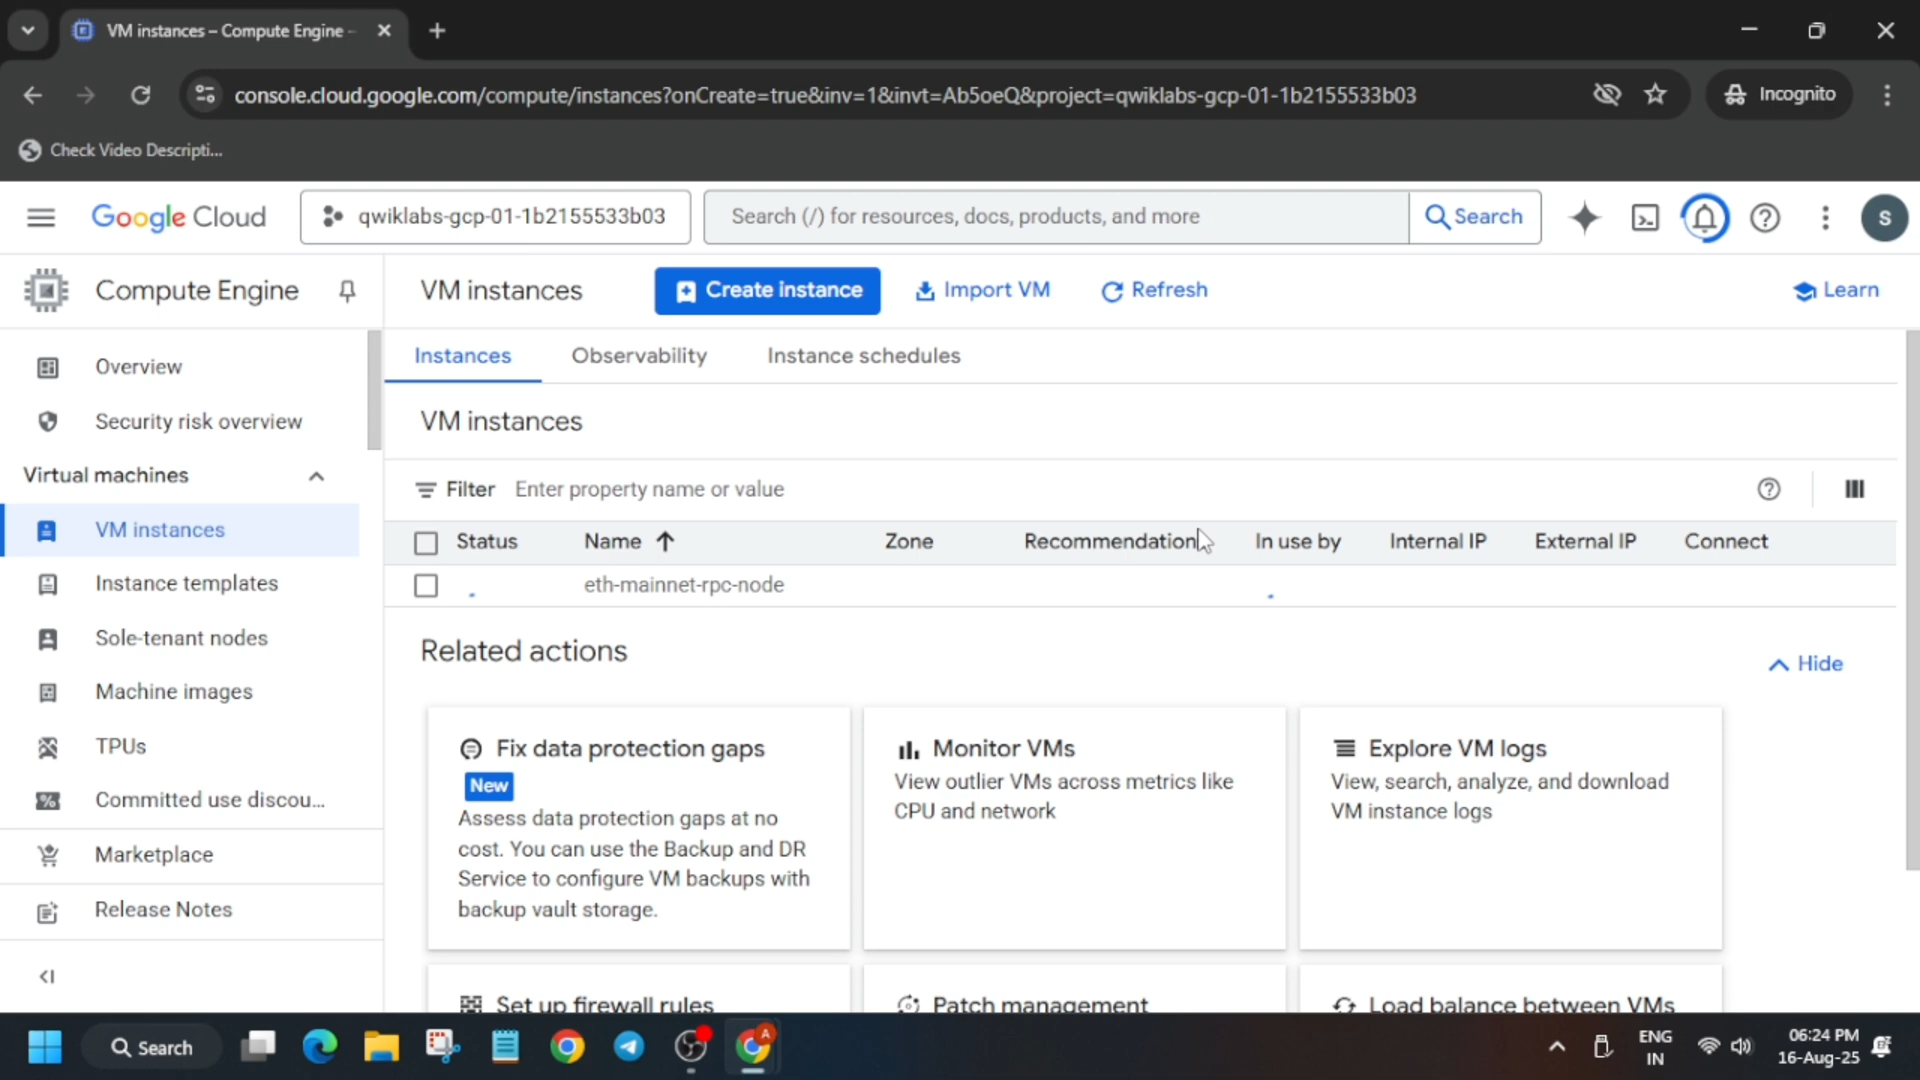 VM instances – Compute Engine –
console.cloud.google.com/compute/instances?onCreate=true&inv=1&invt=Ab5oeQ&project=qwiklabs-gcp-01-1b2155533b03
Incognito
Check Video Descripti...
Google Cloud
qwiklabs-gcp-01-1b2155533b03
Search (/) for resources, docs, products, and more
Search
S
Compute Engine
VM instances
Create instance
Import VM
Refresh
Learn
Overview
Security risk overview
Virtual machines
VM instances
Instance templates
Sole-tenant nodes
Machine images
TPUs
Committed use discou...
Marketplace
Release Notes
Instances
Observability
Instance schedules
VM instances
Filter
Enter property name or value
Status
Name
Zone
Recommendation
In use by
Internal IP
External IP
Connect
eth-mainnet-rpc-node
Related actions
Hide
Fix data protection gaps
New
Assess data protection gaps at no
cost. You can use the Backup and DR
Service to configure VM backups with
backup vault storage.
Monitor VMs
View outlier VMs across metrics like
CPU and network
Explore VM logs
View, search, analyze, and download
VM instance logs
Set up firewall rules
Patch management
Load balance between VMs
Search
A
ENG
IN
06:24 PM
16-Aug-25